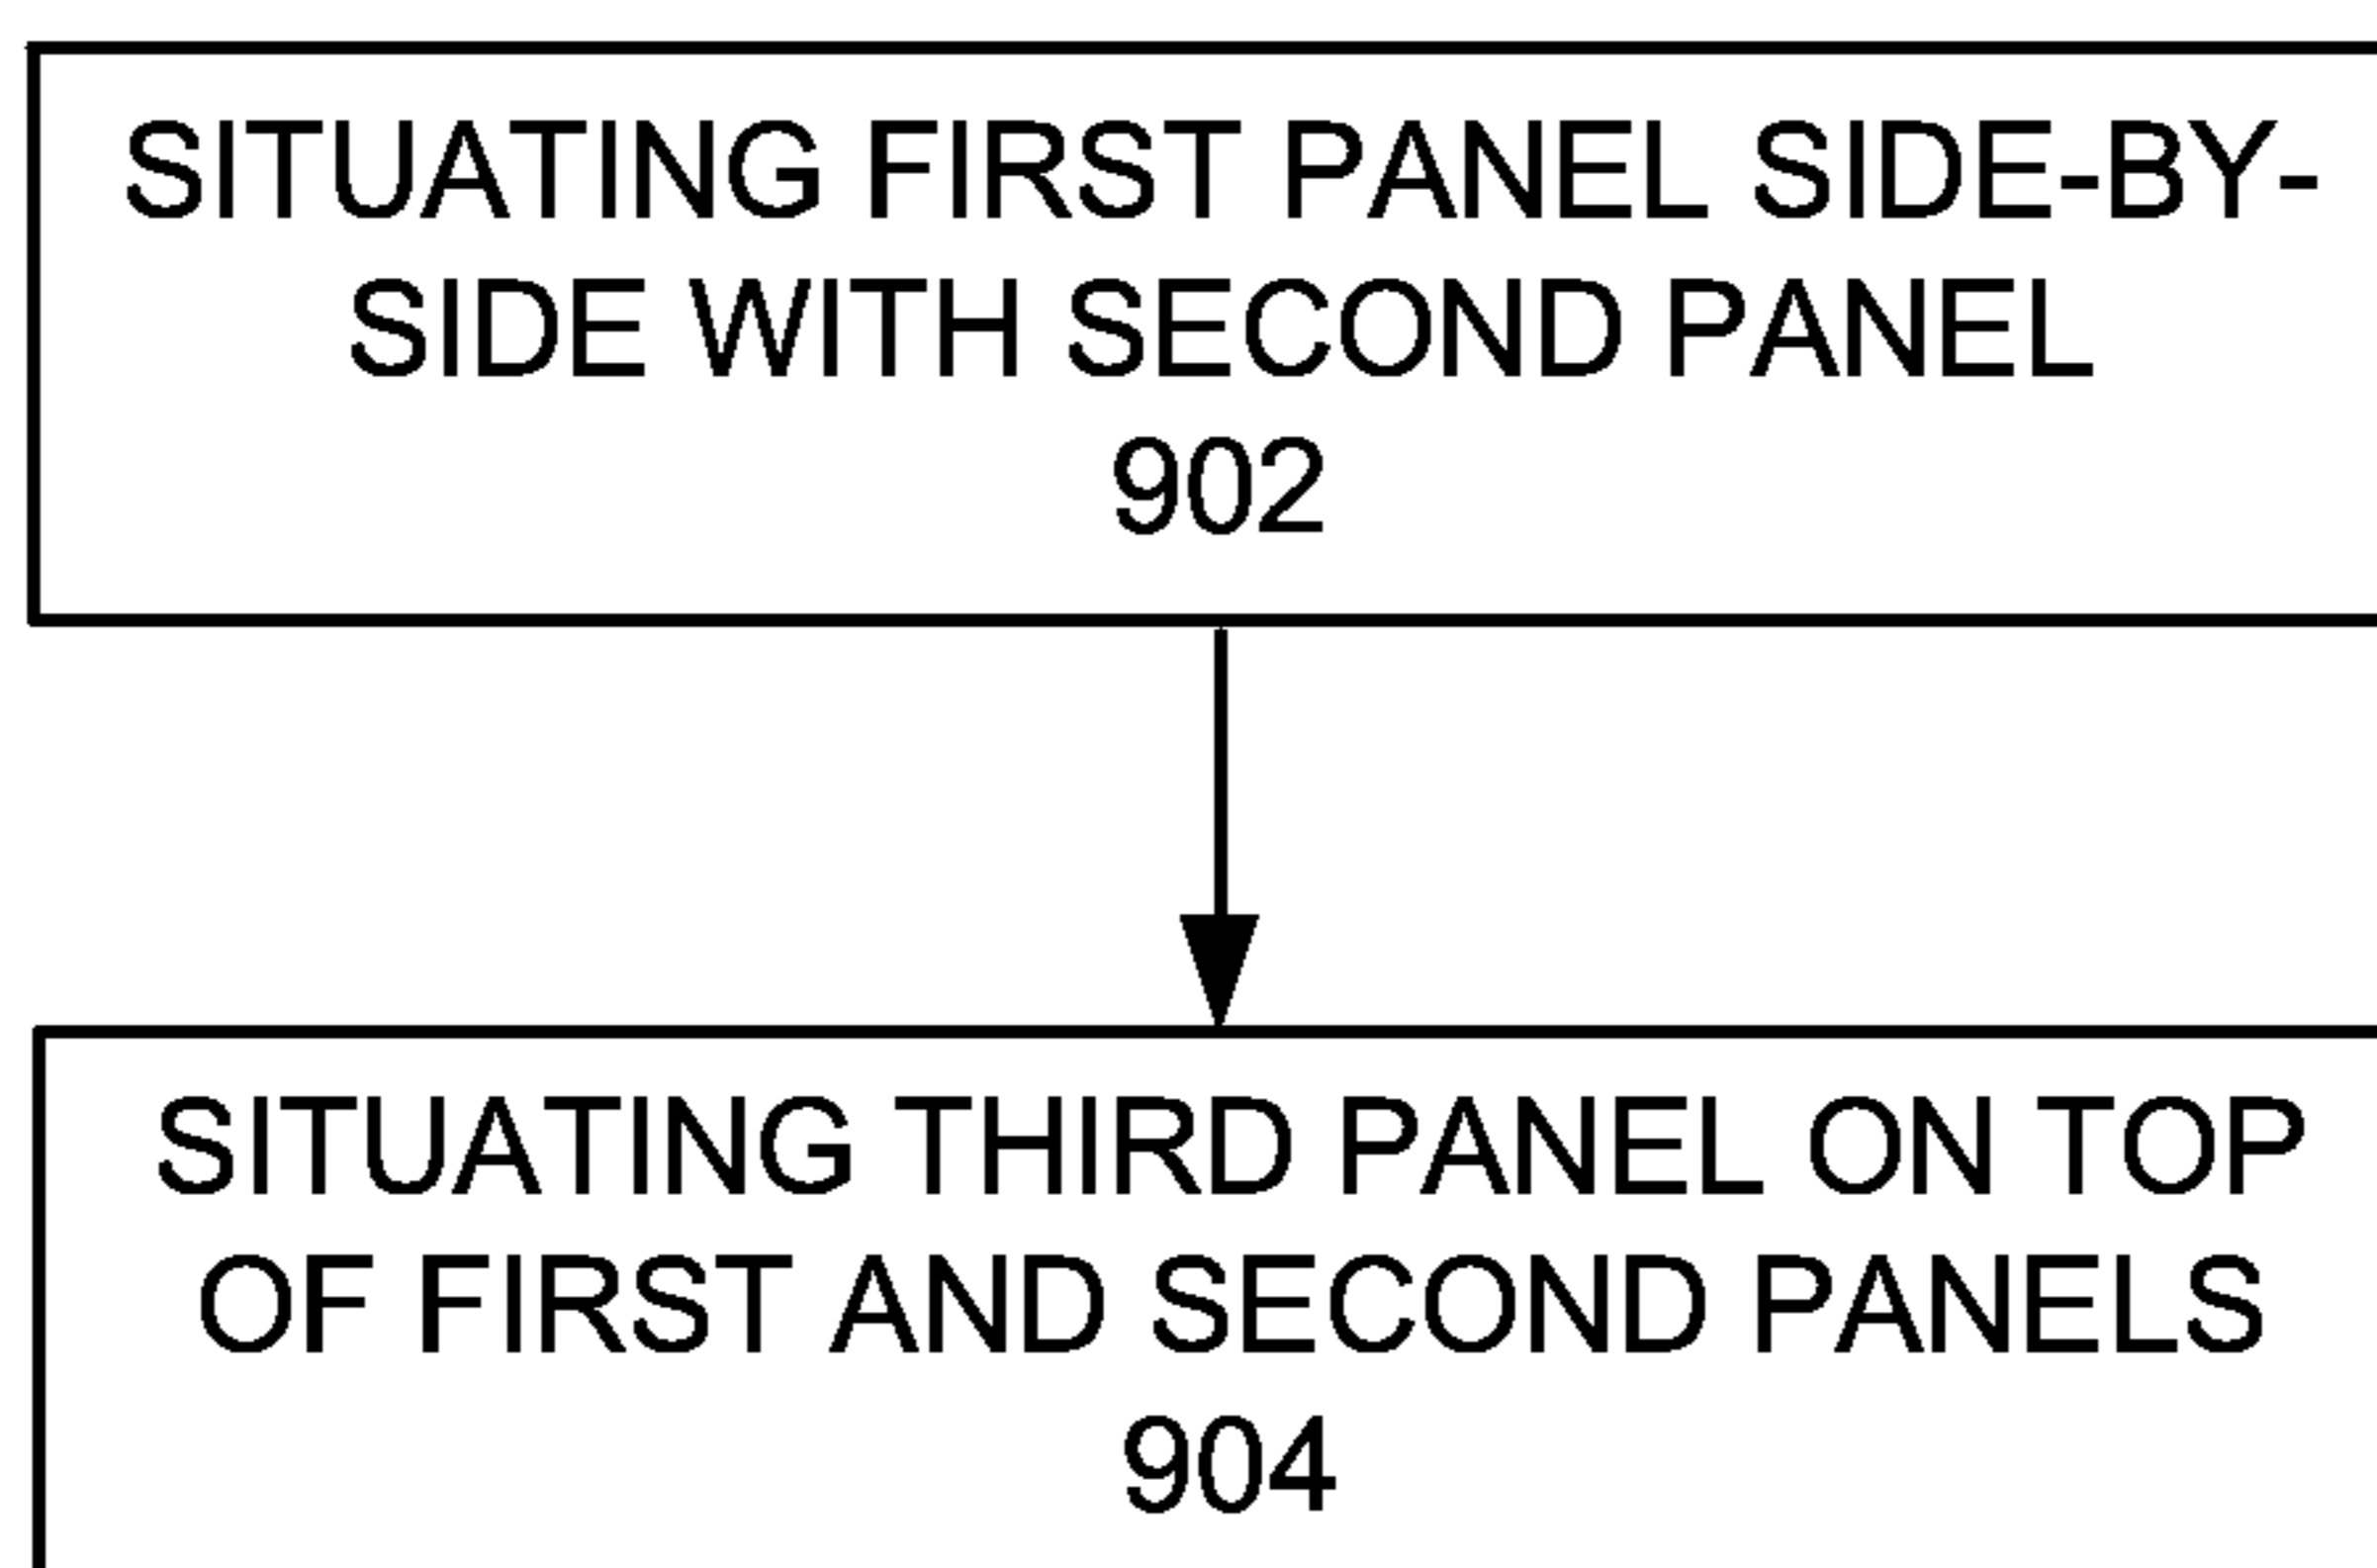 SITUATING FIRST PANEL SIDE-BY-
SIDE WITH SECOND PANEL
902
SITUATING THIRD PANEL ON TOP
OF FIRST AND SECOND PANELS
904